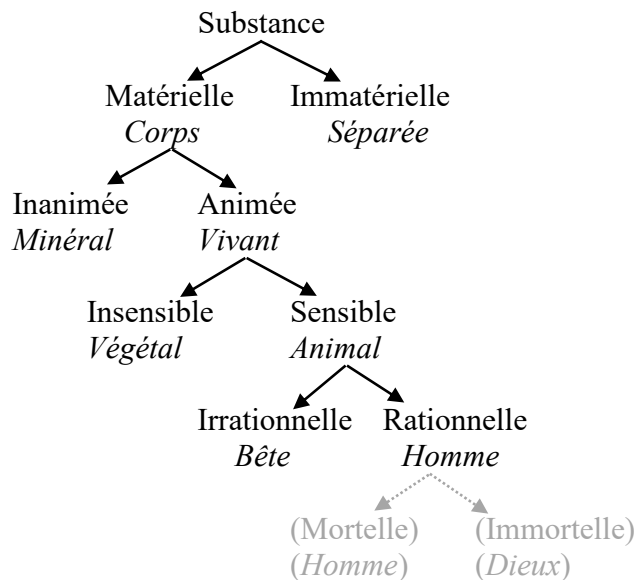 Substance
Matérielle Immatérielle
Corps Séparée
Inanimée Animée
Minéral Vivant
Insensible Sensible
Végétal Animal
Irrationnelle Rationnelle
Bête Homme
(Mortelle) (Immortelle)
(Homme) (Dieux)